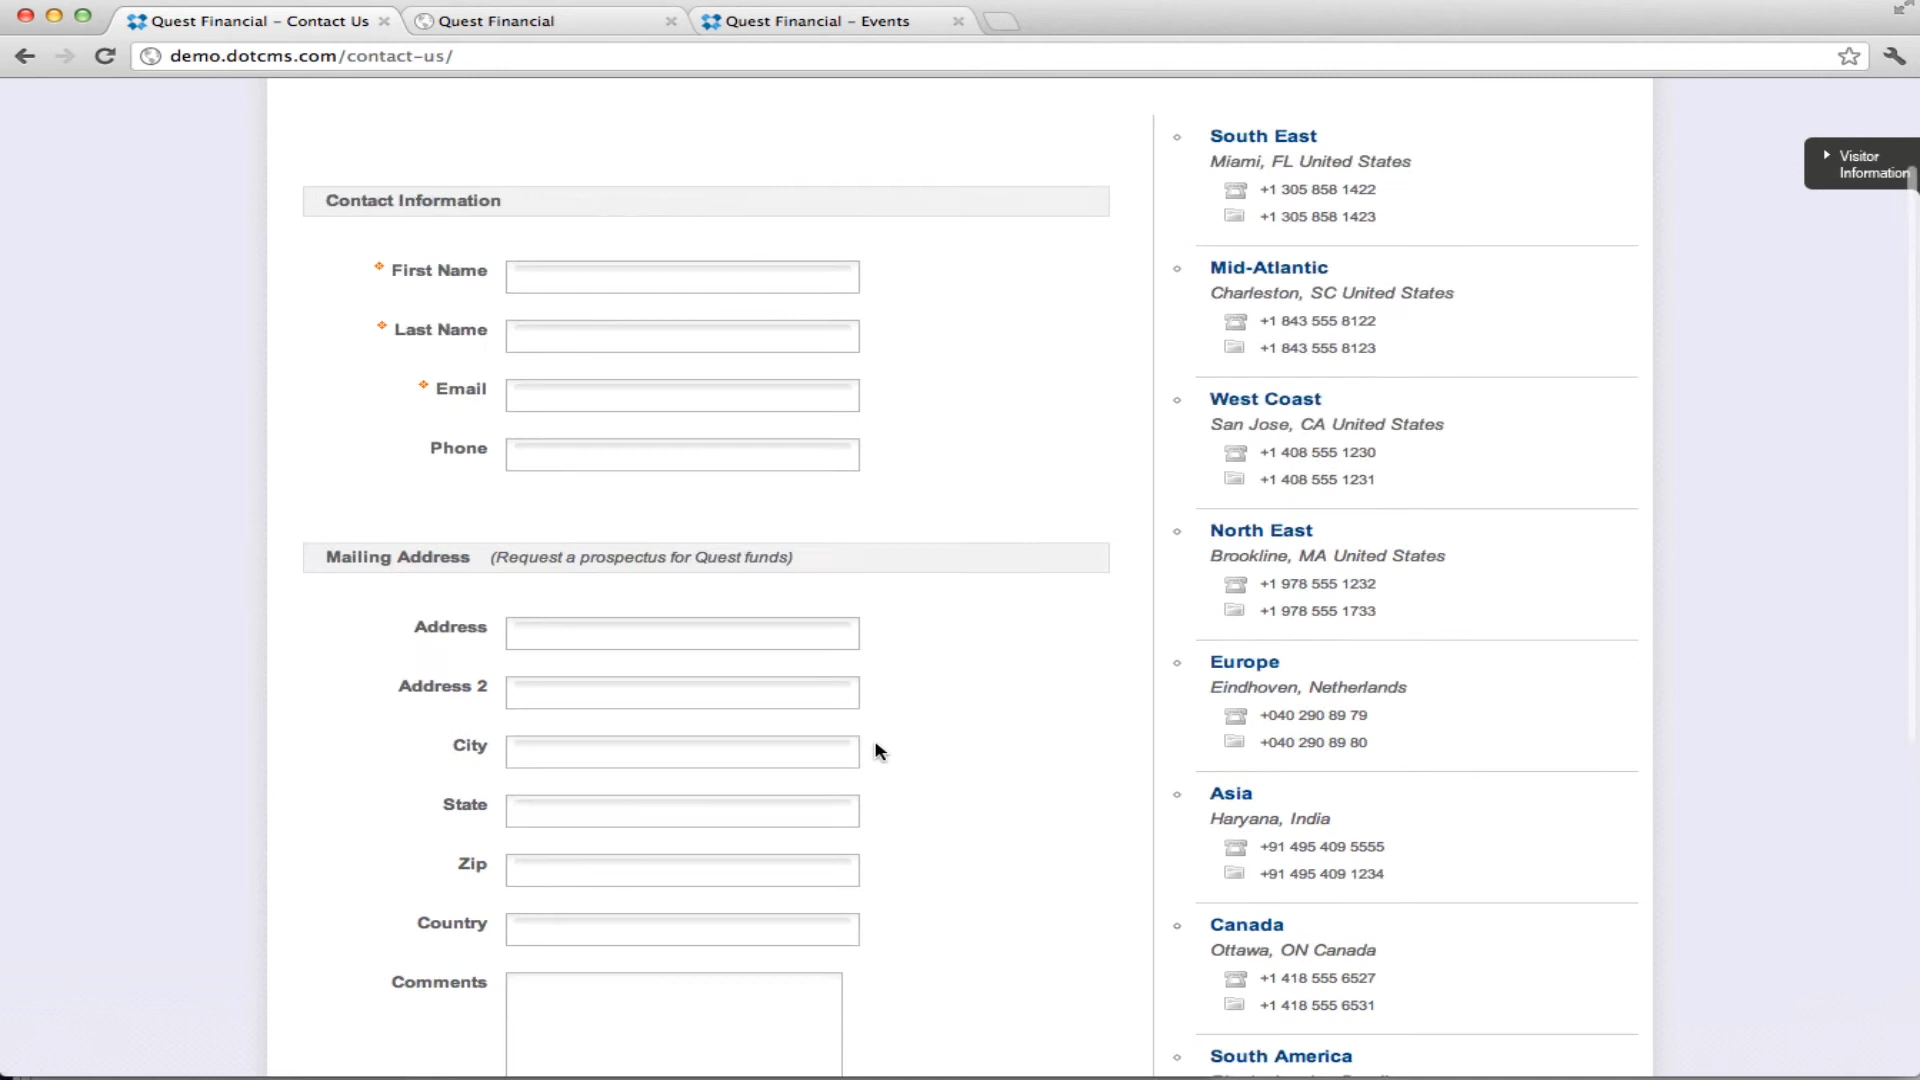 Quest Financial – Contact Us
Quest Financial
Quest Financial – Events
demo.dotcms.com/contact-us/
Visitor
Information
Contact Information
First Name
Last Name
Email
Phone
Mailing Address (Request a prospectus for Quest funds)
Address
Address 2
City
State
Zip
Country
Comments
South East
Miami, FL United States
+1 305 858 1422
+1 305 858 1423
Mid-Atlantic
Charleston, SC United States
+1 843 555 8122
+1 843 555 8123
West Coast
San Jose, CA United States
+1 408 555 1230
+1 408 555 1231
North East
Brookline, MA United States
+1 978 555 1232
+1 978 555 1733
Europe
Eindhoven, Netherlands
+040 290 89 79
+040 290 89 80
Asia
Haryana, India
+91 495 409 5555
+91 495 409 1234
Canada
Ottawa, ON Canada
+1 418 555 6527
+1 418 555 6531
South America